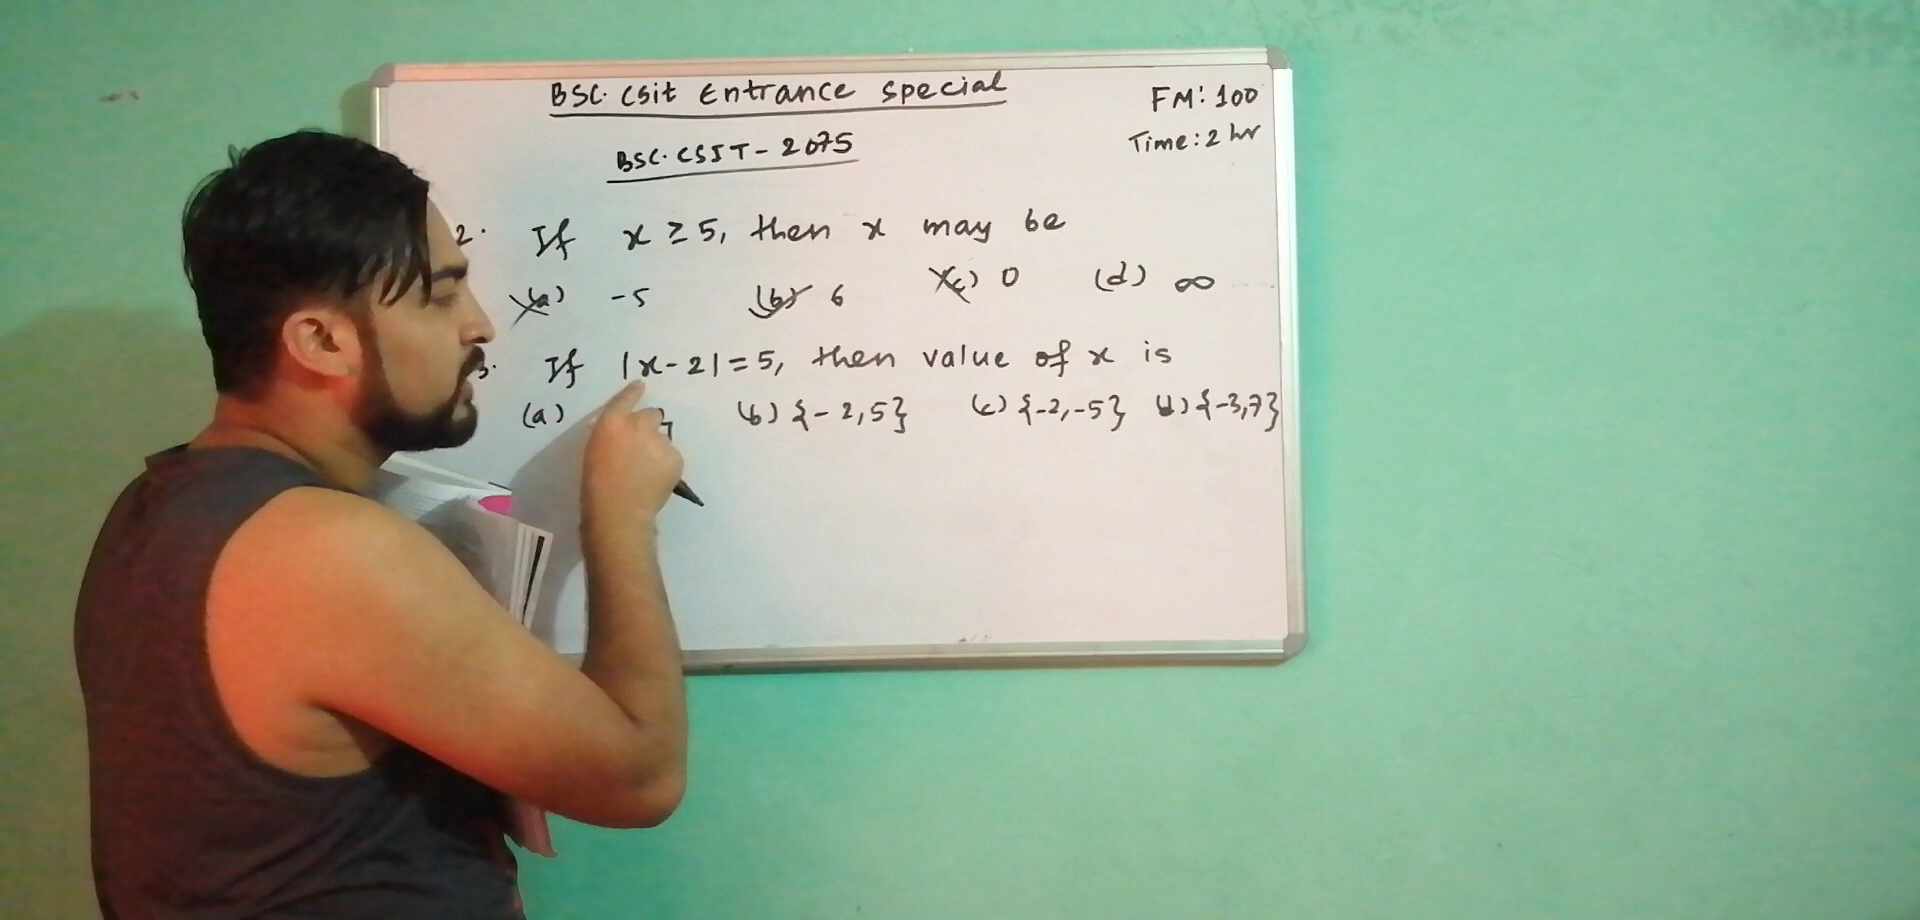 BSC. CSit Entrance Special
FM: 100
Time: 2 hr
BSC. CSIT - 2075
2. If x ≥ 5, then x may be
(a) -5 (b) 6 (c) 0 (d) ∞
3. If |x-2| = 5, then value of x is
(a) (b) {-2,5} (c) {-2,-5} (d) {-3,7}